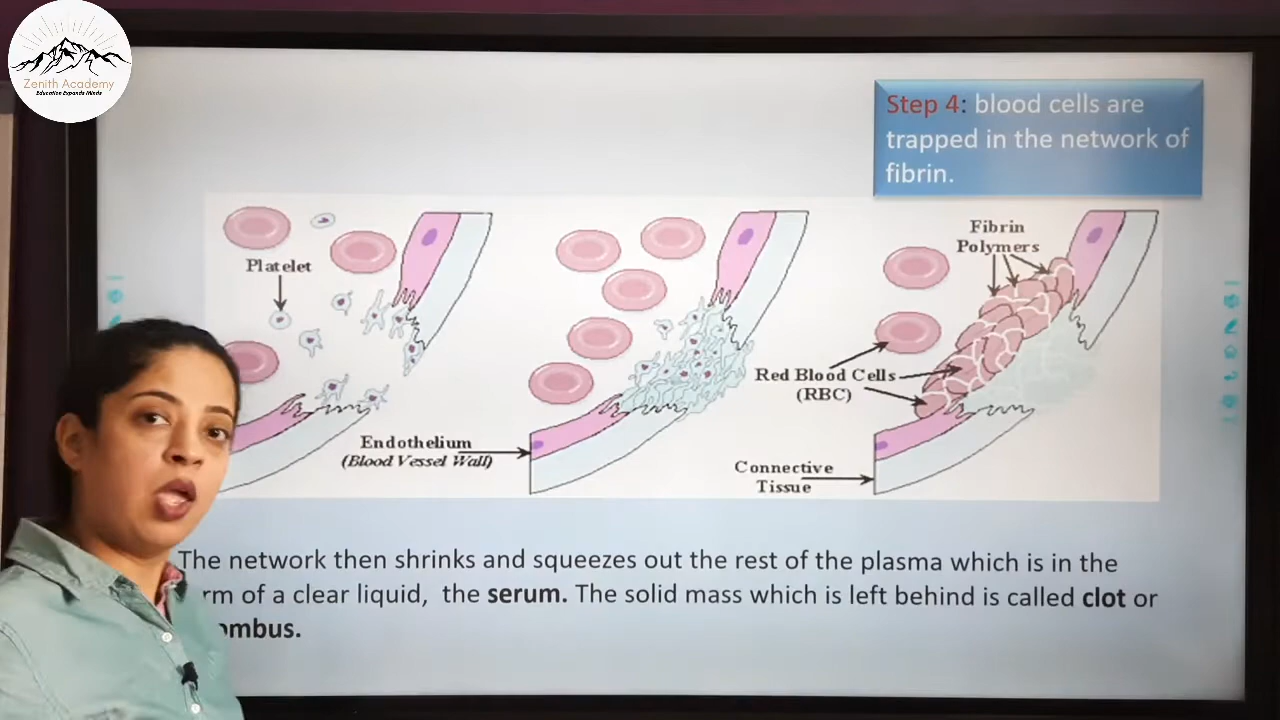 Zenith Academy
Education Expands Minds
Step 4: blood cells are
trapped in the network of
fibrin.
Platelet
Fibrin
Polymers
Red Blood Cells
(RBC)
Endothelium
(Blood Vessel Wall)
Connective
Tissue
The network then shrinks and squeezes out the rest of the plasma which is in the
rm of a clear liquid, the serum. The solid mass which is left behind is called clot or
ombus.